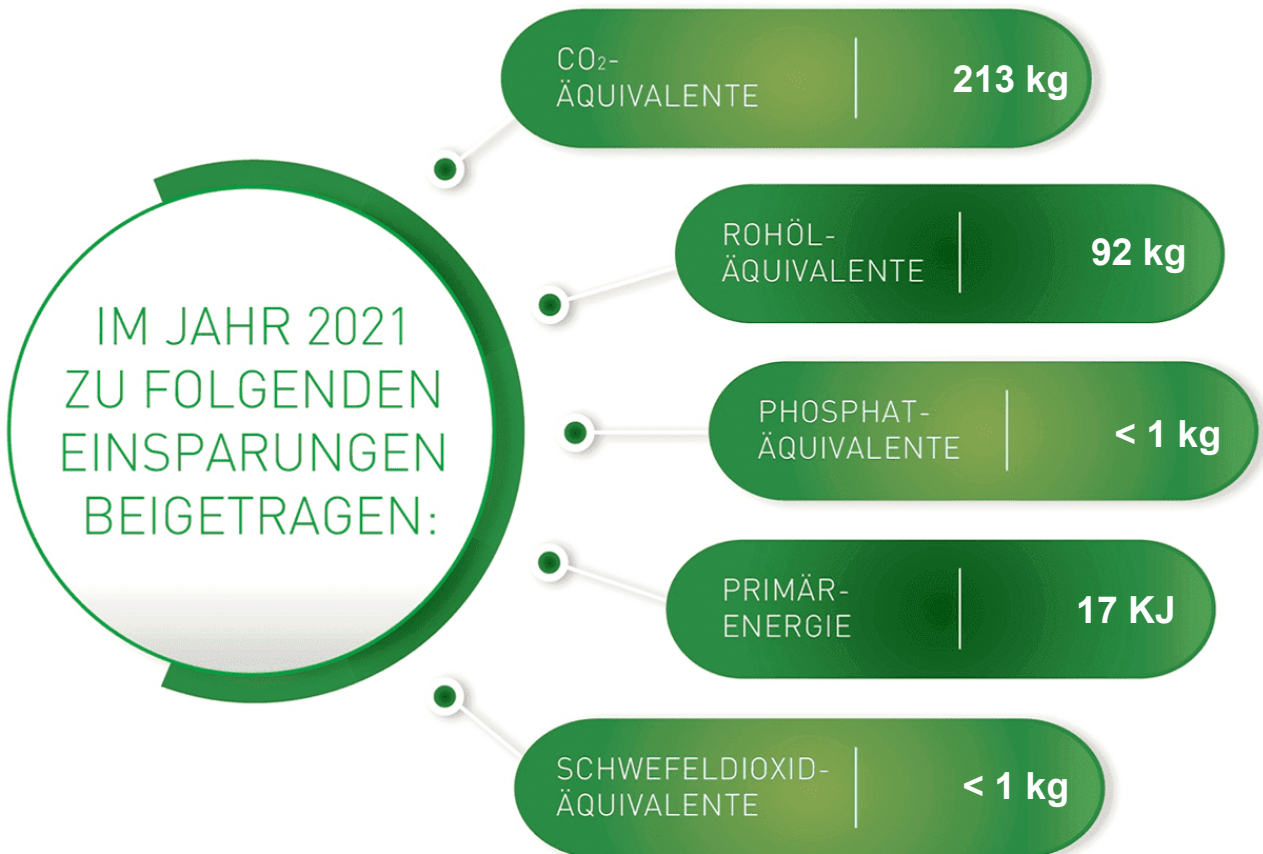 IM JAHR 2021
ZU FOLGENDEN
EINSPARUNGEN
BEIGETRAGEN:
CO₂-
ÄQUIVALENTE
213 kg
ROHÖL-
ÄQUIVALENTE
92 kg
PHOSPHAT-
ÄQUIVALENTE
< 1 kg
PRIMÄR-
ENERGIE
17 KJ
SCHWEFELDIOXID-
ÄQUIVALENTE
< 1 kg